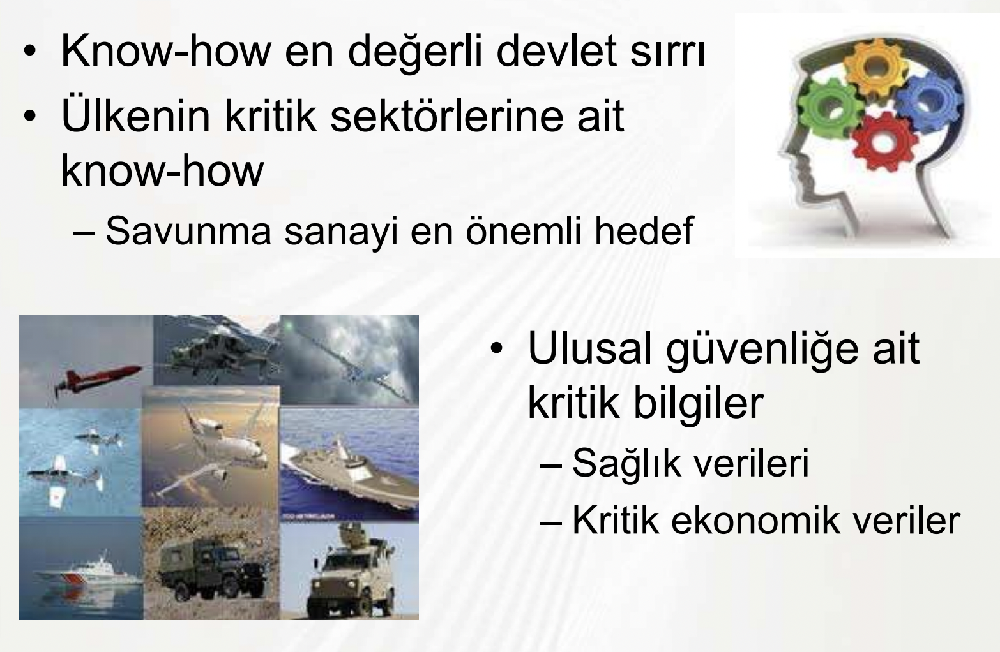 • Know-how en değerli devlet sırrı
• Ülkenin kritik sektörlerine ait
know-how
– Savunma sanayi en önemli hedef
• Ulusal güvenliğe ait
kritik bilgiler
– Sağlık verileri
– Kritik ekonomik veriler